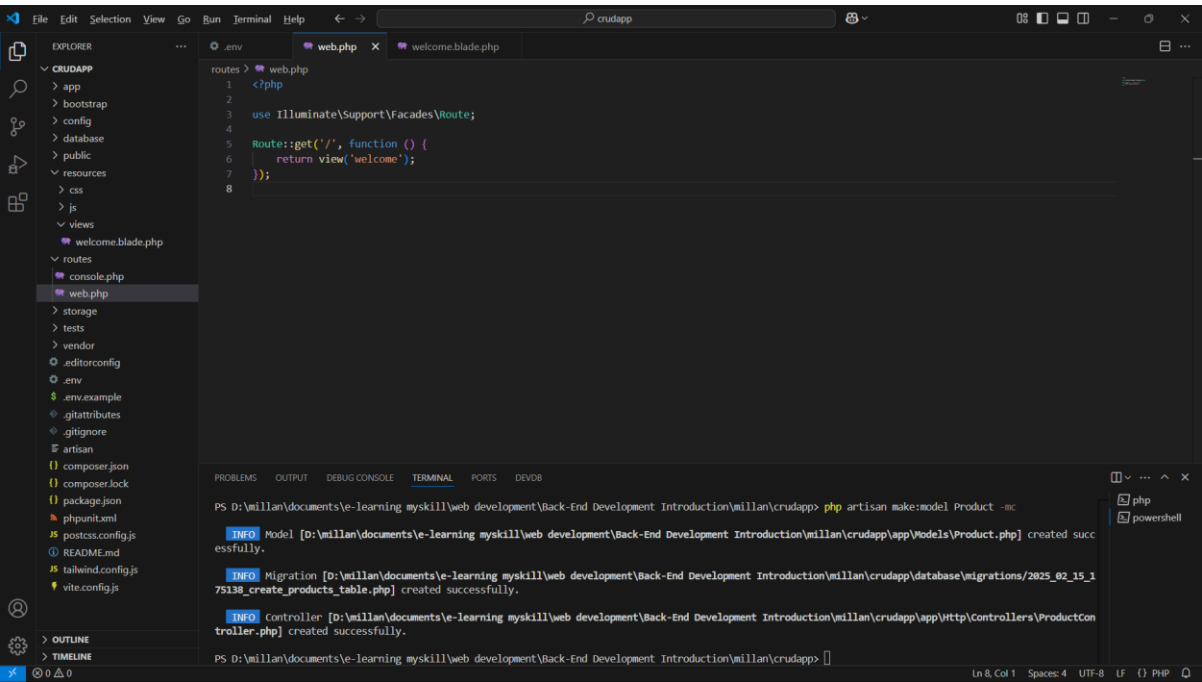 File Edit Selection View Go Run Terminal Help
crudapp
EXPLORER
CRUDAPP
app
bootstrap
config
database
public
resources
css
js
views
welcome.blade.php
routes
console.php
web.php
storage
tests
vendor
.editorconfig
.env
.env.example
.gitattributes
.gitignore
artisan
composer.json
composer.lock
package.json
phpunit.xml
postcss.config.js
README.md
tailwind.config.js
vite.config.js
OUTLINE
TIMELINE
.env web.php welcome.blade.php
routes > web.php
1 <?php
2
3 use Illuminate\Support\Facades\Route;
4
5 Route::get('/', function () {
6 return view('welcome');
7 });
8
PROBLEMS OUTPUT DEBUG CONSOLE TERMINAL PORTS DEVDB
PS D:\millan\documents\e-learning myskill\web development\Back-End Development Introduction\millan\crudapp> php artisan make:model Product -mc
INFO Model [D:\millan\documents\e-learning myskill\web development\Back-End Development Introduction\millan\crudapp\app\Models\Product.php] created succ
essfully.
INFO Migration [D:\millan\documents\e-learning myskill\web development\Back-End Development Introduction\millan\crudapp\database\migrations/2025_02_15_1
75138_create_products_table.php] created successfully.
INFO Controller [D:\millan\documents\e-learning myskill\web development\Back-End Development Introduction\millan\crudapp\app\Http\Controllers\ProductCon
troller.php] created successfully.
PS D:\millan\documents\e-learning myskill\web development\Back-End Development Introduction\millan\crudapp>
php
powershell
0 0
Ln 8, Col 1 Spaces: 4 UTF-8 LF {} PHP